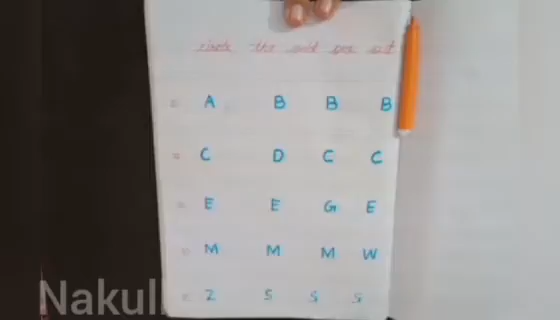 circle the odd one out
A B B B
C D C C
E E G E
M M M W
Z S S S
Nakul